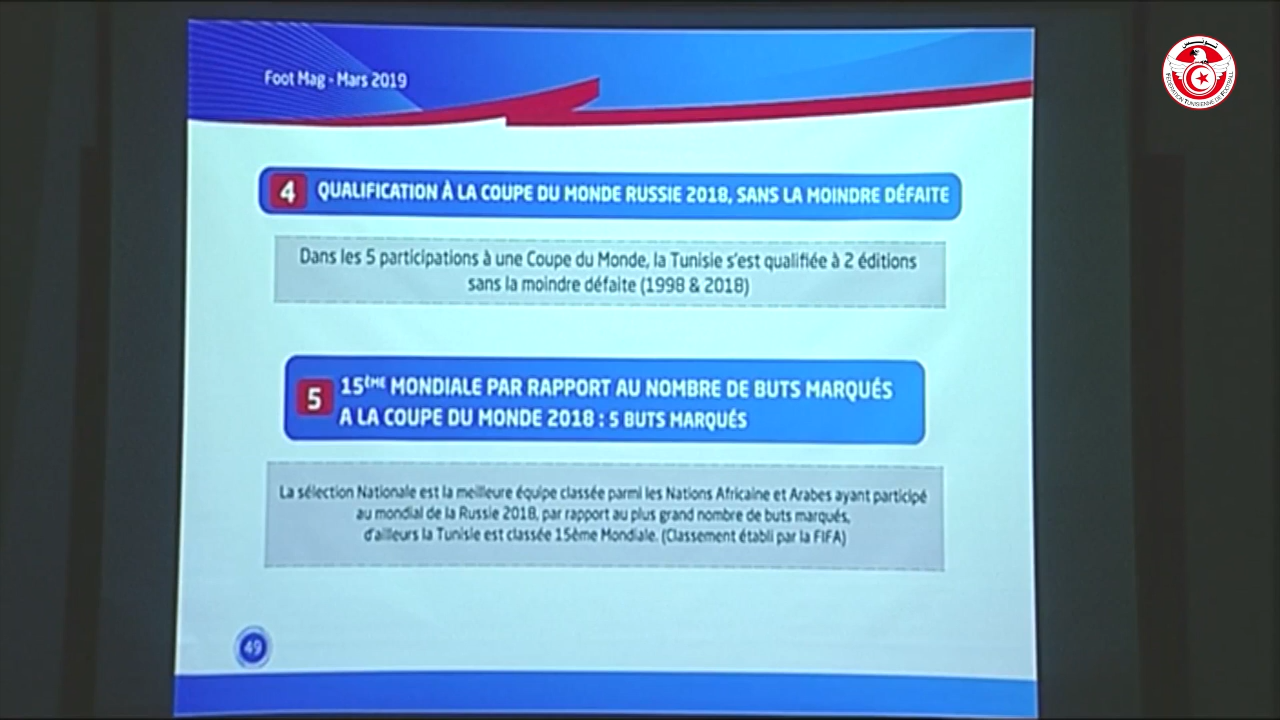 Foot Mag - Mars 2019
4 QUALIFICATION À LA COUPE DU MONDE RUSSIE 2018, SANS LA MOINDRE DÉFAITE
Dans les 5 participations à une Coupe du Monde, la Tunisie s'est qualifiée à 2 éditions
sans la moindre défaite (1998 & 2018)
5 15ÈME MONDIALE PAR RAPPORT AU NOMBRE DE BUTS MARQUÉS
A LA COUPE DU MONDE 2018 : 5 BUTS MARQUÉS
La sélection Nationale est la meilleure équipe classée parmi les Nations Africaine et Arabes ayant participé
au mondial de la Russie 2018, par rapport au plus grand nombre de buts marqués,
d'ailleurs la Tunisie est classée 15ème Mondiale. (Classement établi par la FIFA)
49
تونس
FEDERATION TUNISIENNE DE FOOTBALL